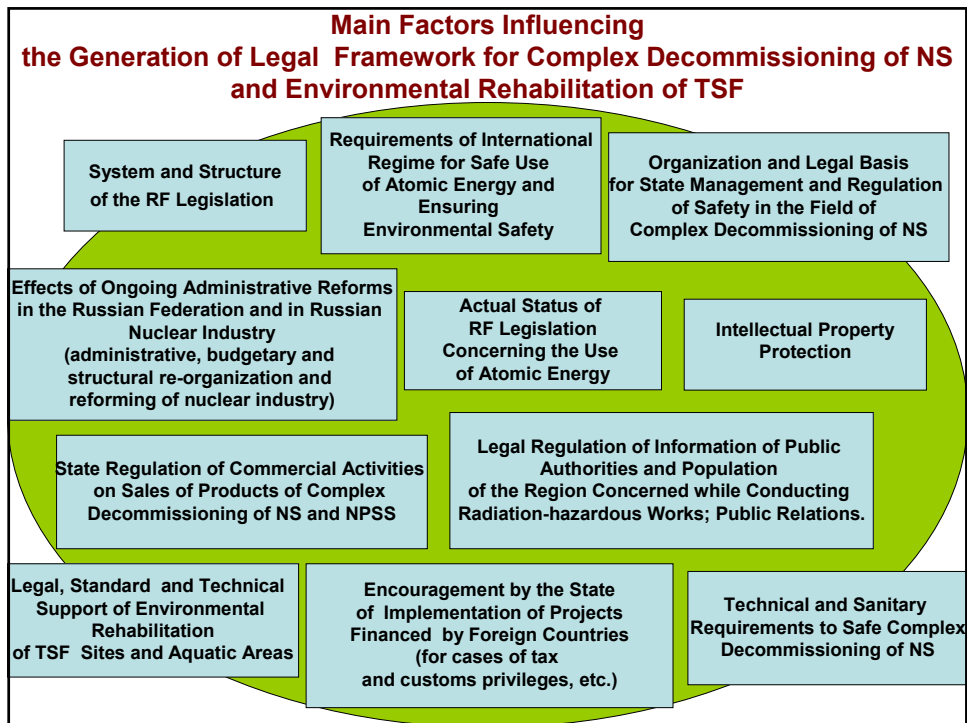 Main Factors Influencing
the Generation of Legal Framework for Complex Decommissioning of NS
and Environmental Rehabilitation of TSF
System and Structure
of the RF Legislation
Requirements of International
Regime for Safe Use
of Atomic Energy and
Ensuring
Environmental Safety
Organization and Legal Basis
for State Management and Regulation
of Safety in the Field of
Complex Decommissioning of NS
Effects of Ongoing Administrative Reforms
in the Russian Federation and in Russian
Nuclear Industry
(administrative, budgetary and
structural re-organization and
reforming of nuclear industry)
Actual Status of
RF Legislation
Concerning the Use
of Atomic Energy
Intellectual Property
Protection
State Regulation of Commercial Activities
on Sales of Products of Complex
Decommissioning of NS and NPSS
Legal Regulation of Information of Public
Authorities and Population
of the Region Concerned while Conducting
Radiation-hazardous Works; Public Relations.
Legal, Standard and Technical
Support of Environmental
Rehabilitation
of TSF Sites and Aquatic Areas
Encouragement by the State
of Implementation of Projects
Financed by Foreign Countries
(for cases of tax
and customs privileges, etc.)
Technical and Sanitary
Requirements to Safe Complex
Decommissioning of NS